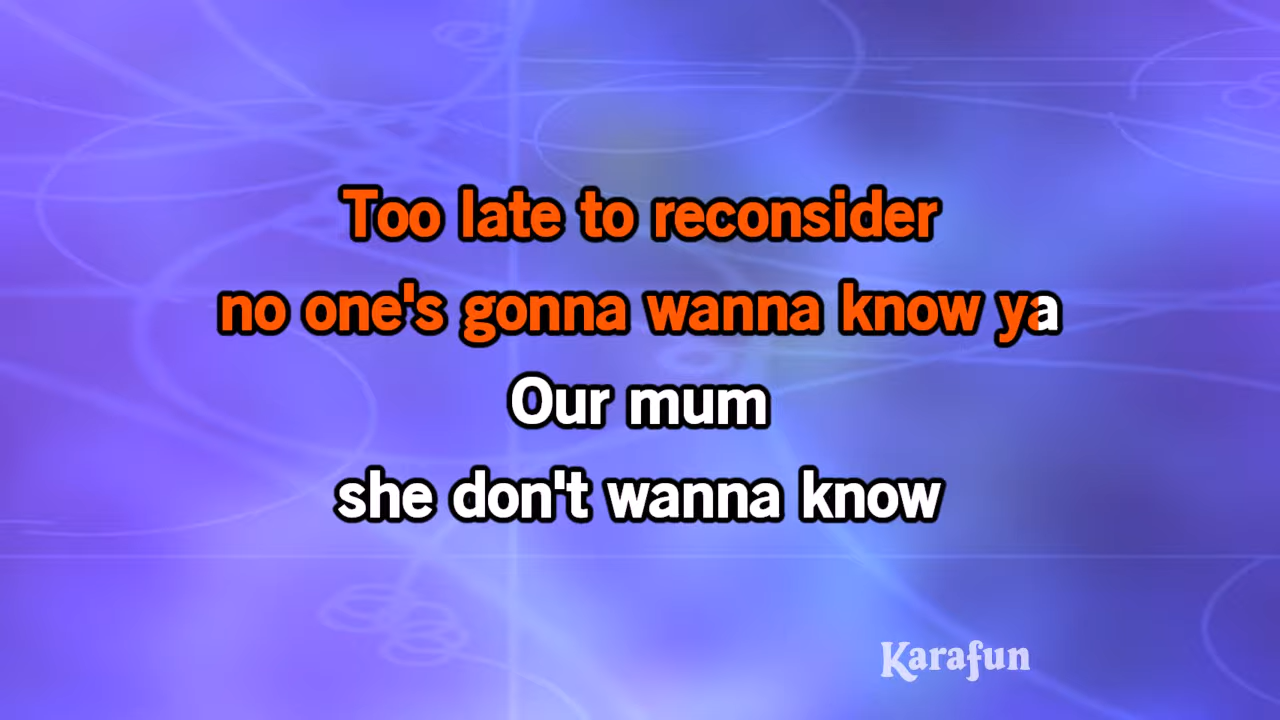 Too late to reconsider
no one's gonna wanna know ya
Our mum
she don't wanna know
Karafun